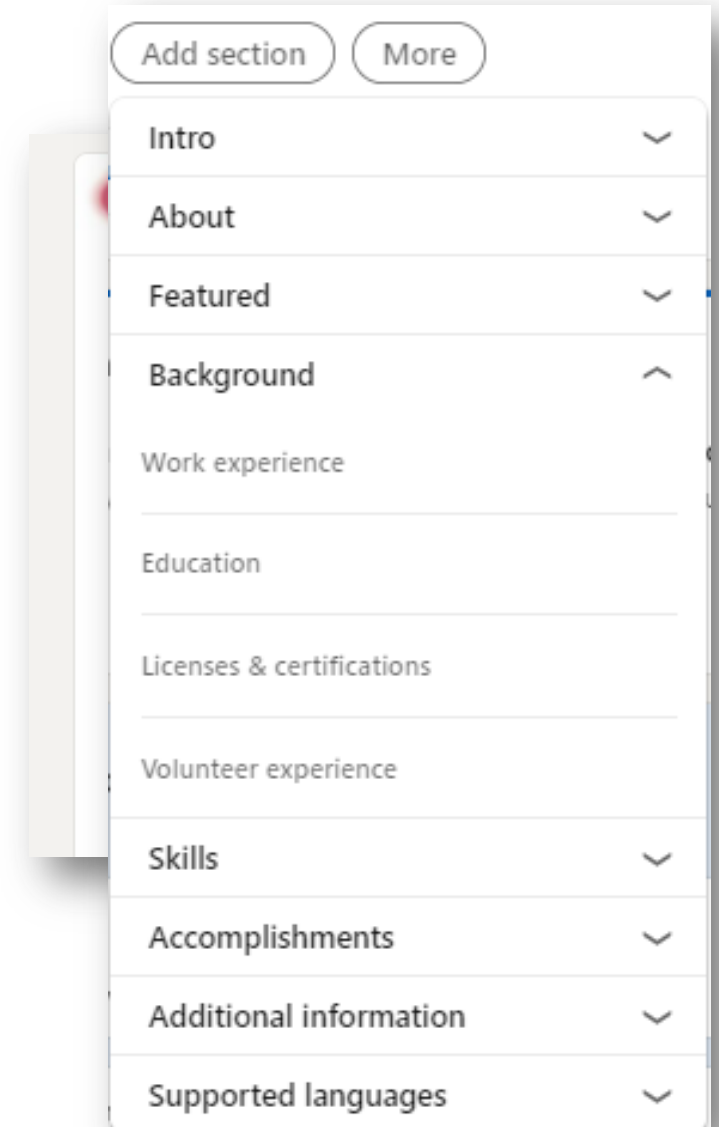 Add section More
Intro
About
Featured
Background
Work experience
Education
Licenses & certifications
Volunteer experience
Skills
Accomplishments
Additional information
Supported languages